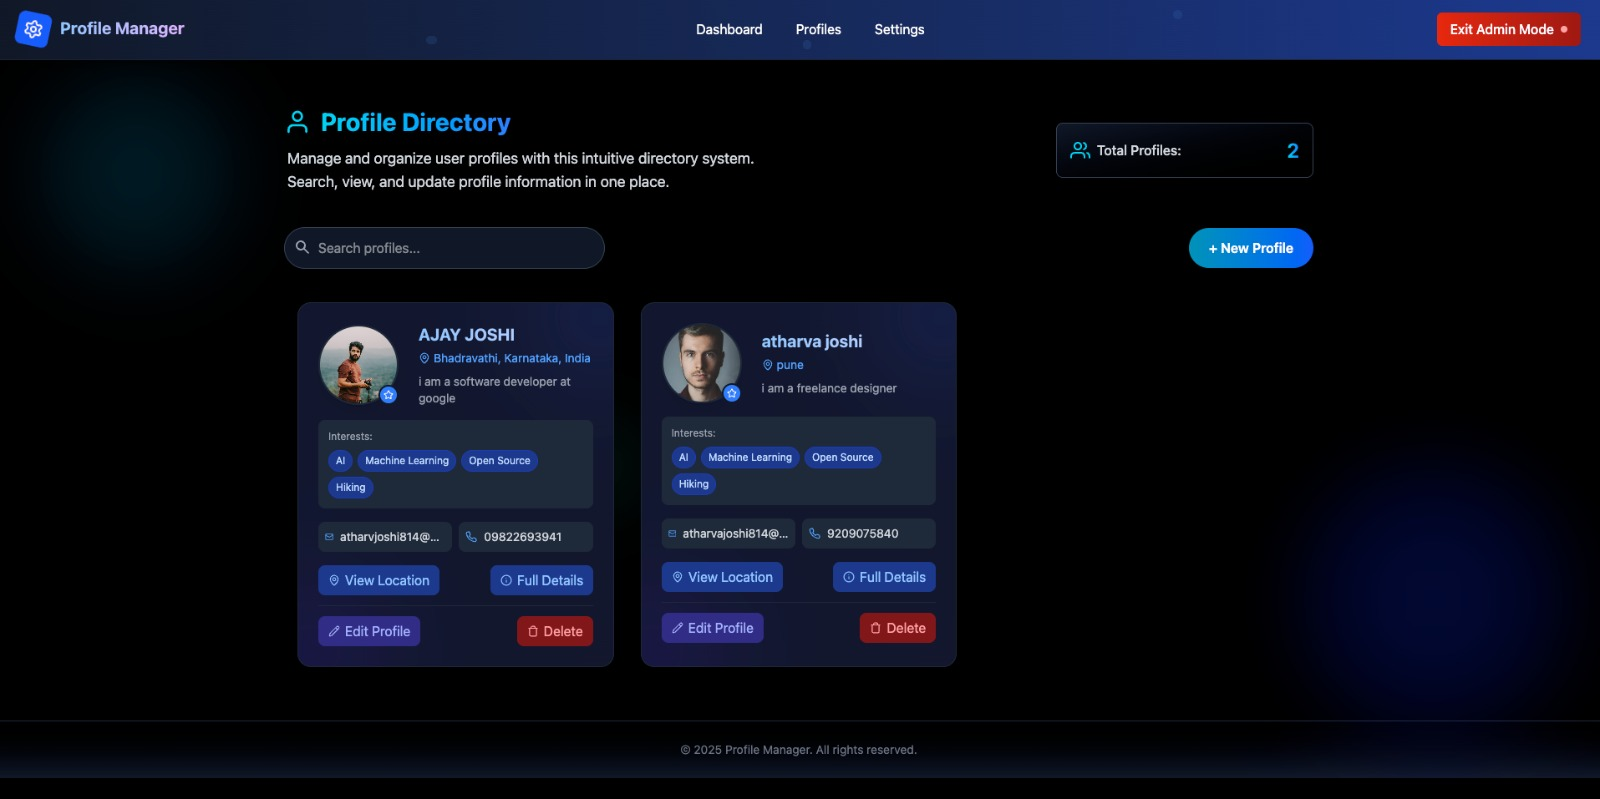 Profile Manager
Dashboard Profiles Settings
Exit Admin Mode
Profile Directory
Manage and organize user profiles with this intuitive directory system.
Search, view, and update profile information in one place.
Total Profiles: 2
Search profiles...
+ New Profile
AJAY JOSHI
Bhadravathi, Karnataka, India
i am a software developer at
google
Interests:
AI Machine Learning Open Source
Hiking
atharvjoshi814@... 09822693941
View Location Full Details
Edit Profile Delete
atharva joshi
pune
i am a freelance designer
Interests:
AI Machine Learning Open Source
Hiking
atharvajoshi814@... 9209075840
View Location Full Details
Edit Profile Delete
© 2025 Profile Manager. All rights reserved.